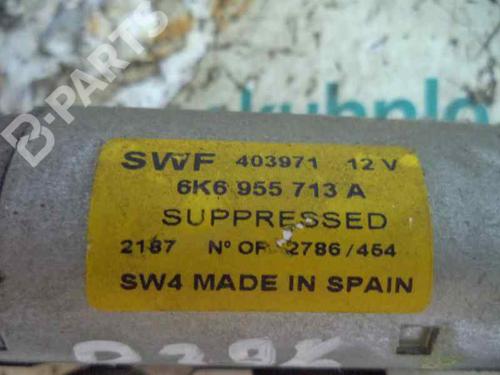 B-PARTS
SWF 403971 12 V
6K6 955 713 A
SUPPRESSED
2187 Nº OF 2786/454
SW4 MADE IN SPAIN